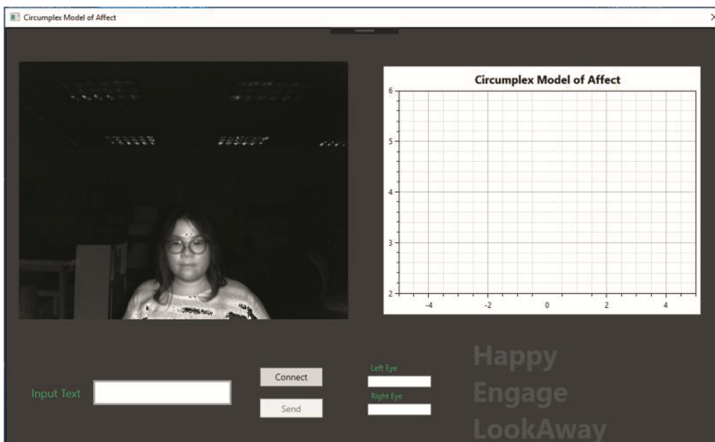 Circumplex Model of Affect
Circumplex Model of Affect
6
5
4
3
2
-4 -2 0 2 4
Input Text
Connect
Send
Left Eye
Right Eye
Happy
Engage
LookAway